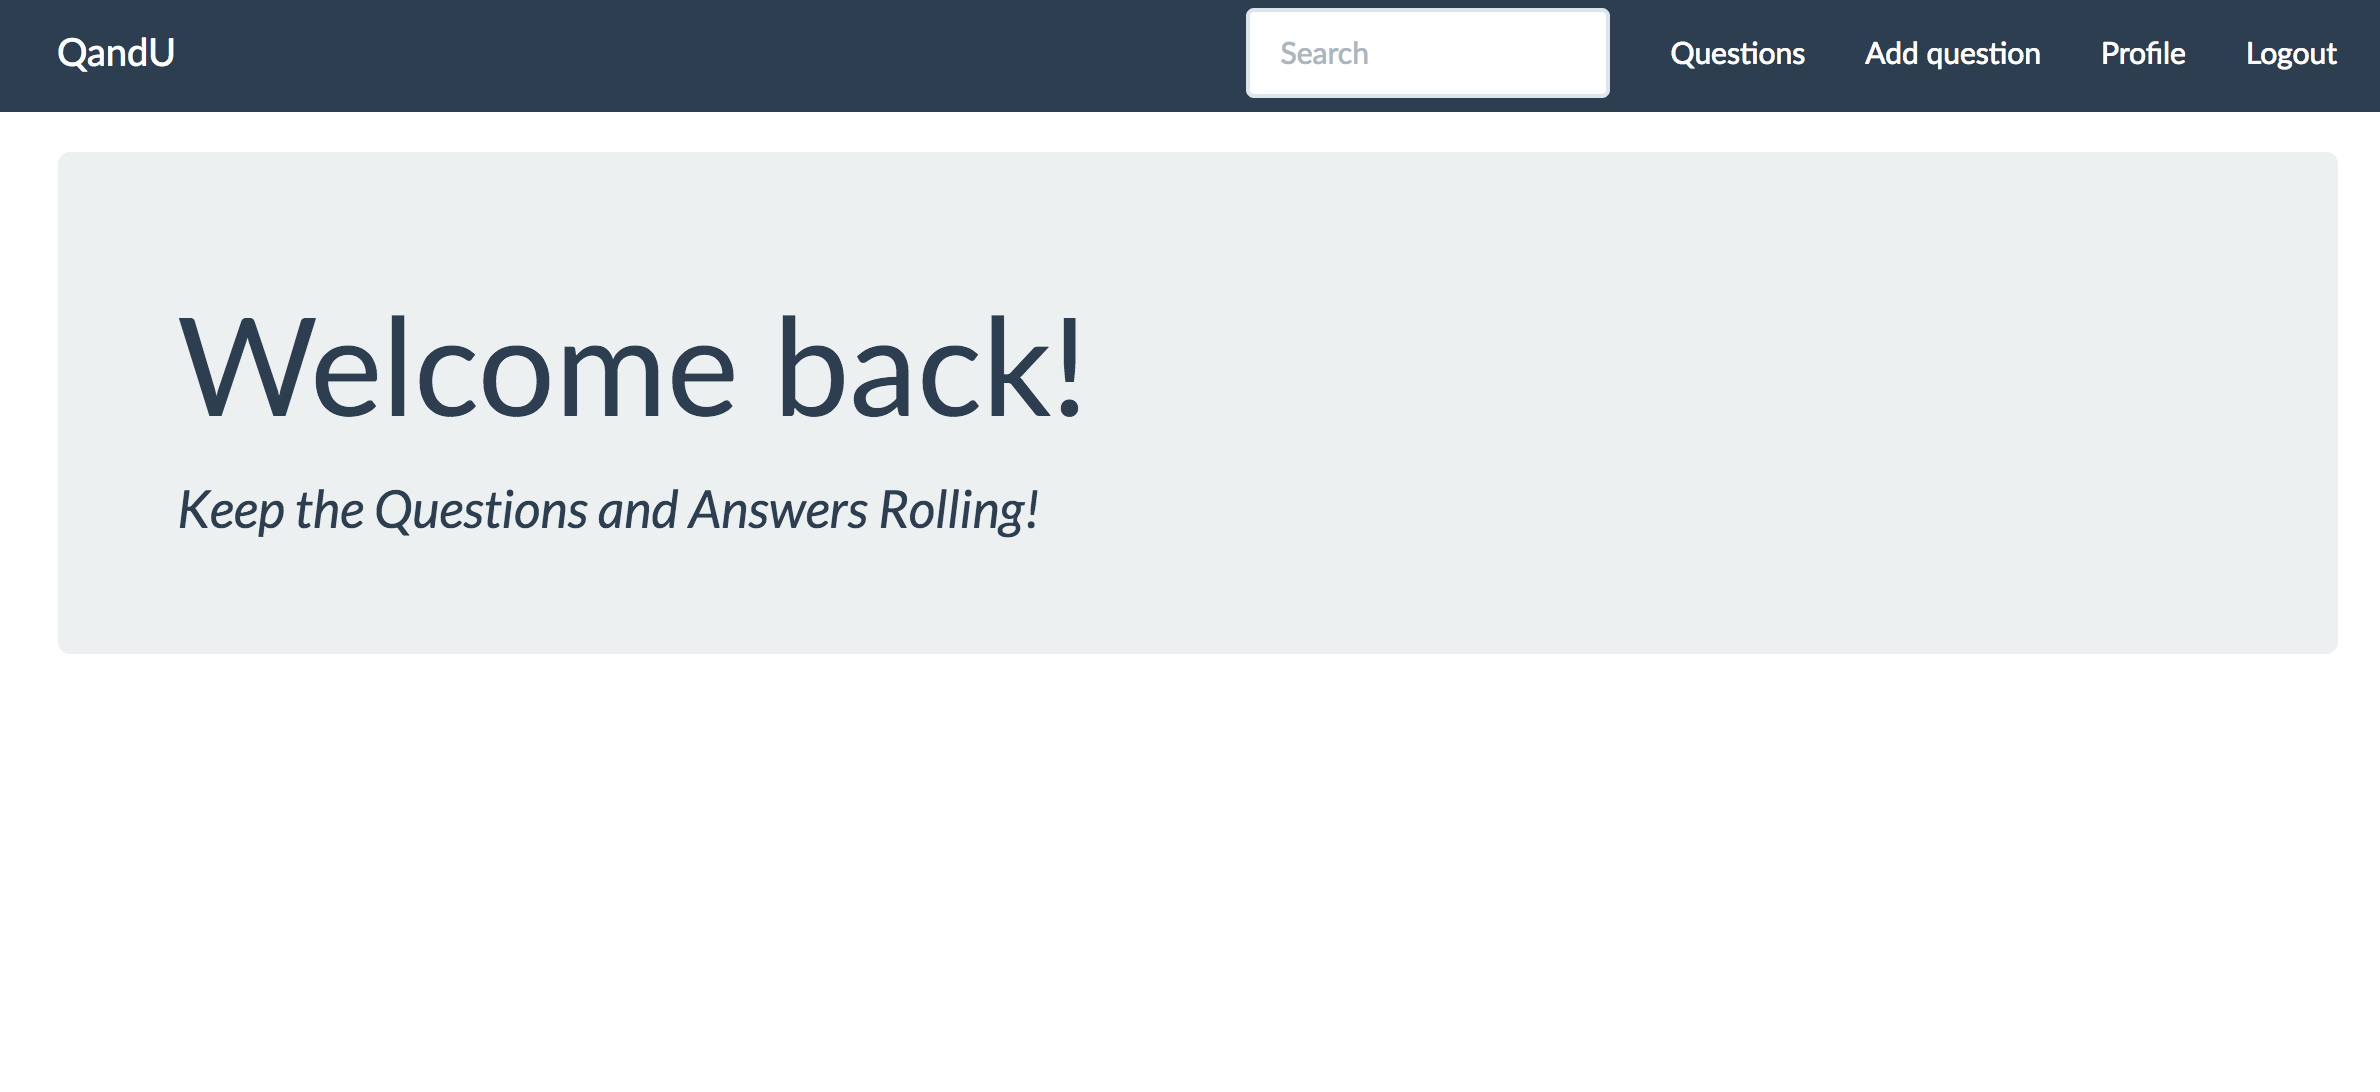 QandU
Search
Questions
Add question
Profile
Logout
Welcome back!
Keep the Questions and Answers Rolling!